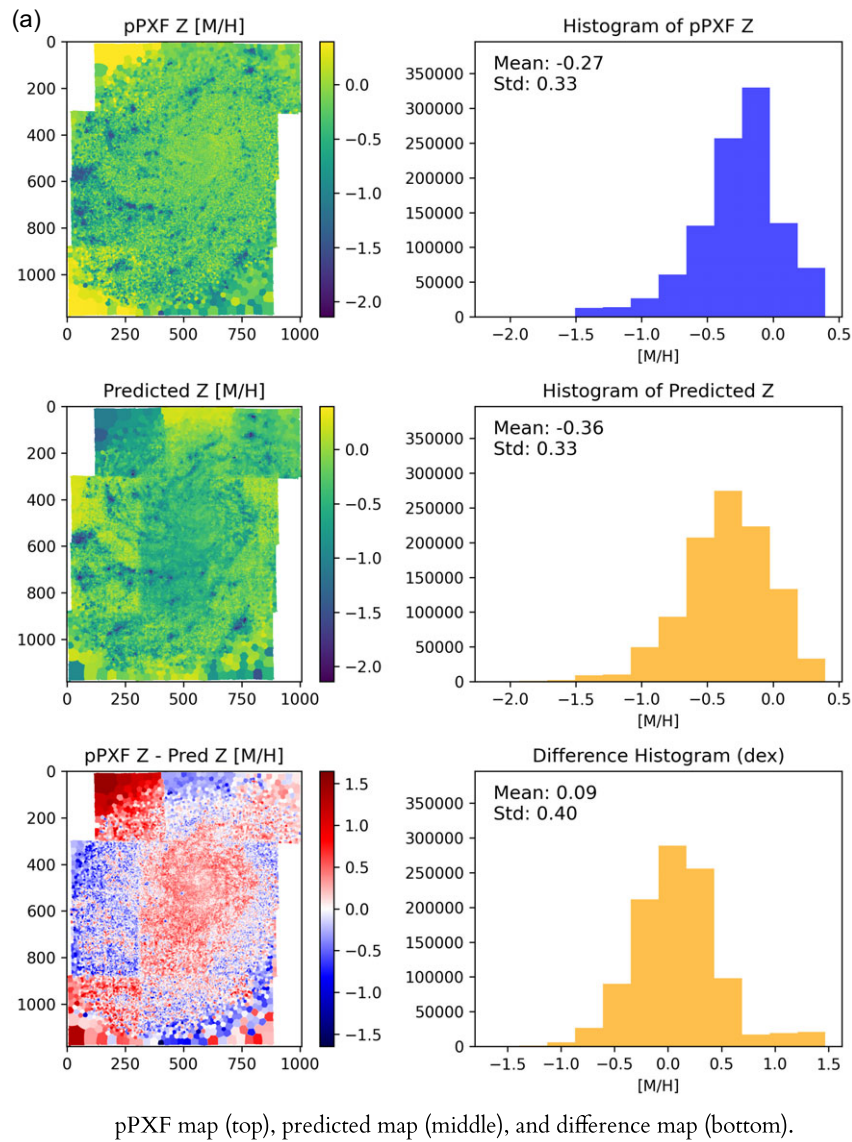 (a)
pPXF Z [M/H]
0
200
400
600
800
1000
0 250 500 750 1000
0.0
−0.5
−1.0
−1.5
−2.0
Histogram of pPXF Z
Mean: -0.27
Std: 0.33
350000
300000
250000
200000
150000
100000
50000
0
−2.0 −1.5 −1.0 −0.5 0.0 0.5
[M/H]
Predicted Z [M/H]
0
200
400
600
800
1000
0 250 500 750 1000
0.0
−0.5
−1.0
−1.5
−2.0
Histogram of Predicted Z
Mean: -0.36
Std: 0.33
350000
300000
250000
200000
150000
100000
50000
0
−2.0 −1.5 −1.0 −0.5 0.0 0.5
[M/H]
pPXF Z - Pred Z [M/H]
0
200
400
600
800
1000
0 250 500 750 1000
1.5
1.0
0.5
0.0
−0.5
−1.0
−1.5
Difference Histogram (dex)
Mean: 0.09
Std: 0.40
350000
300000
250000
200000
150000
100000
50000
0
−1.5 −1.0 −0.5 0.0 0.5 1.0 1.5
[M/H]
pPXF map (top), predicted map (middle), and difference map (bottom).